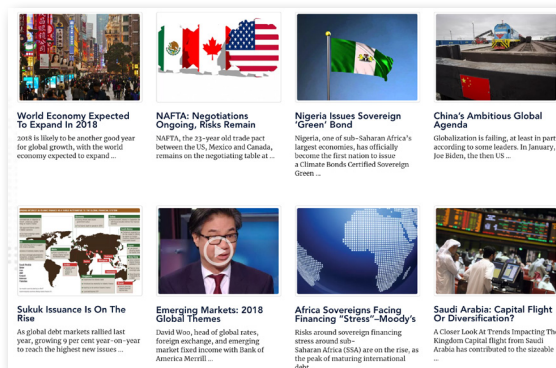 World Economy Expected
To Expand In 2018
2018 is likely to be another good year
for global growth, with the world
economy expected to expand ...
NAFTA: Negotiations
Ongoing, Risks Remain
NAFTA, the 23-year old trade pact
between the US, Mexico and Canada,
remains on the negotiating table at ...
Nigeria Issues Sovereign
'Green' Bond
Nigeria, one of sub-Saharan Africa's
largest economies, has officially
become the first nation to issue
a Climate Bonds Certified Sovereign
Green ...
China's Ambitious Global
Agenda
Globalization is failing, at least in part
according to some leaders. In January,
Joe Biden, the then US ...
Sukuk Issuance Is On The
Rise
As global debt markets rallied last
year, growing 9 per cent year-on-year
to reach the highest new issues ...
Emerging Markets: 2018
Global Themes
David Woo, head of global rates,
foreign exchange, and emerging
market fixed income with Bank of
America Merrill ...
Africa Sovereigns Facing
Financing "Stress"–Moody's
Risks around sovereign financing
stress around sub-
Saharan Africa (SSA) are on the rise, as
the peak of maturing international
debt
Saudi Arabia: Capital Flight
Or Diversification?
A Closer Look At Trends Impacting The
Kingdom Capital flight from Saudi
Arabia has contributed to the sizeable
...